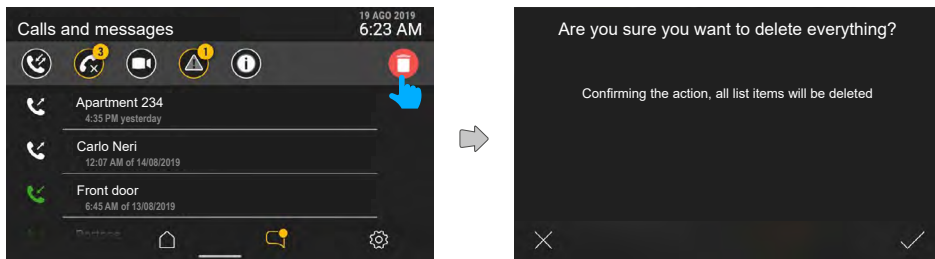 19 AGO 2019
Calls and messages
6:23 AM
3
1
Apartment 234
4:35 PM yesterday
Carlo Neri
12:07 AM of 14/08/2019
Front door
6:45 AM of 13/08/2019
Are you sure you want to delete everything?
Confirming the action, all list items will be deleted